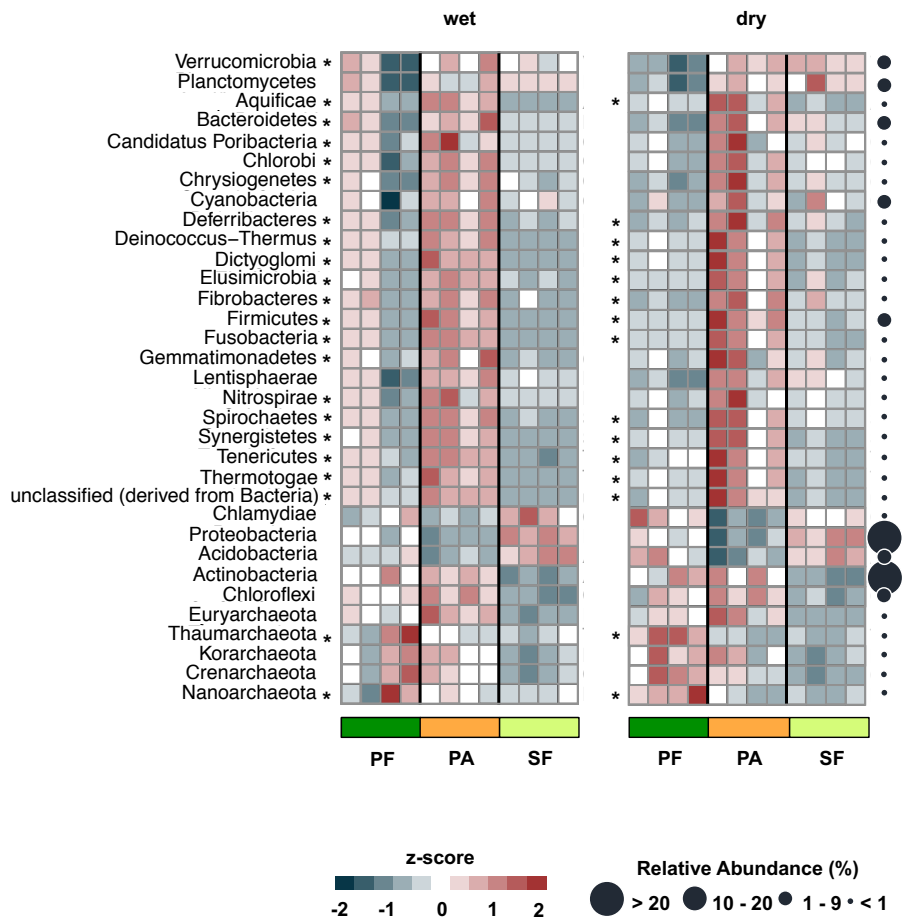 wet dry
Verrucomicrobia *
Planctomycetes
Aquificae * *
Bacteroidetes *
Candidatus Poribacteria *
Chlorobi *
Chrysiogenetes *
Cyanobacteria
Deferribacteres * *
Deinococcus−Thermus * *
Dictyoglomi * *
Elusimicrobia * *
Fibrobacteres * *
Firmicutes * *
Fusobacteria * *
Gemmatimonadetes *
Lentisphaerae
Nitrospirae *
Spirochaetes * *
Synergistetes * *
Tenericutes * *
Thermotogae * *
unclassified (derived from Bacteria) * *
Chlamydiae
Proteobacteria
Acidobacteria
Actinobacteria
Chloroflexi
Euryarchaeota
Thaumarchaeota * *
Korarchaeota
Crenarchaeota
Nanoarchaeota * *
PF PA SF PF PA SF
z-score
-2 -1 0 1 2
Relative Abundance (%)
> 20 10 - 20 1 - 9 < 1